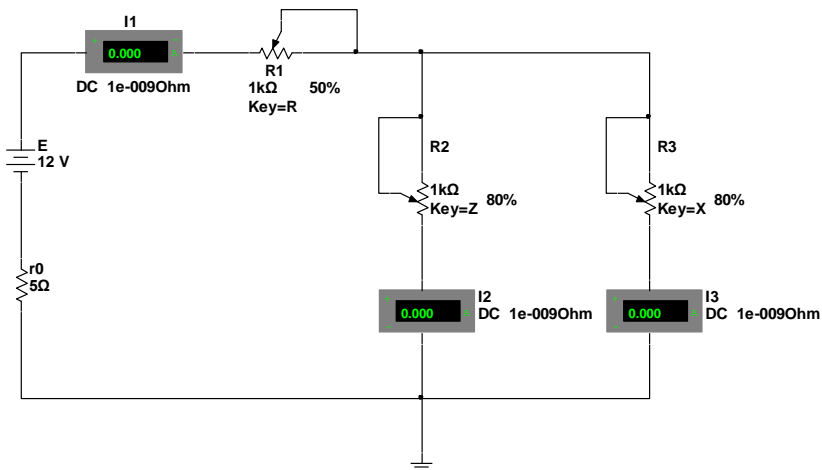 I1
+ -
0.000 A
DC 1e-009Ohm
R1
1kΩ 50%
Key=R
E
12 V
r0
5Ω
R2
1kΩ
Key=Z 80%
R3
1kΩ
Key=X 80%
+
-
0.000 A
I2
DC 1e-009Ohm
+
-
0.000 A
I3
DC 1e-009Ohm